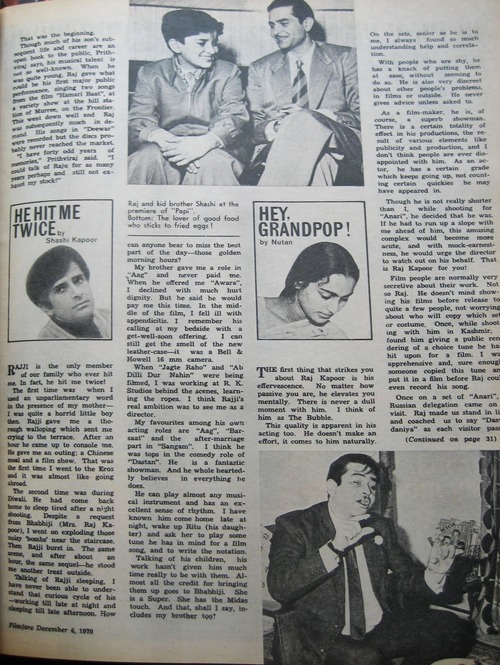 That was the beginning.
Though much of his son's sub-
sequent life and career are an
open book to the public, Prith-
viraj says, his musical talent is
not so well-known. When he
was quite young, Raj gave what
could be his first major public
performance, singing two songs
from the film "Hamari Baat", at
a variety show at the hill sta-
tion of Murree, on the Frontier.
This went down well and Raj
was subsequently much in de-
mand. His songs in "Deewar"
were recorded but the discs pro-
bably never reached the market.
"I have forty odd years of
memories," Prithviraj said. "I
could talk of Raju for as many
years perhaps and still not ex-
haust my stock!"
HE HIT ME
TWICE by
Shashi Kapoor
RAJJI is the only member
of our family who ever hit
me. In fact, he hit me twice!
The first time was when I
used an unparliamentary word
in the presence of my mother—
I was quite a horrid little boy
then. Rajji gave me a tho-
rough walloping which sent me
crying to the terrace. After an
hour he came up to console me.
He gave me an outing: a Chinese
meal and a film show. That was
the first time I went to the Eros
and it was almost like going
abroad.
The second time was during
Diwali. He had come back
home to sleep tired after a night
shooting. Despite a request
from Bhabhiji (Mrs. Raj Ka-
poor), I went on exploding those
noisy 'bombs' near the staircase.
Then Rajji burst in. The same
scene, and after about an
hour, the same sequel—he stood
me another treat outside.
Talking of Rajji sleeping, I
have never been able to under-
stand that curious cycle of his
—working till late at night and
sleeping till late afternoon. How
Filmfare December 4, 1970
Raj and kid brother Shashi at the
premiere of "Papi".
Bottom: The lover of good food
who sticks to fried eggs!
can anyone bear to miss the best
part of the day—those golden
morning hours?
My brother gave me a role in
"Aag" and never paid me.
When he offered me "Awara",
I declined with much hurt
dignity. But he said he would
pay me this time. In the mid-
dle of the film, I fell ill with
appendicitis. I remember his
calling at my bedside with a
get-well-soon offering. I can
still get the smell of the new
leather-case—it was a Bell &
Howell 16 mm camera.
When "Jagte Raho" and "Ab
Dilli Dur Nahin" were being
filmed, I was working at R. K.
Studios behind the scenes, learn-
ing the ropes. I think Rajji's
real ambition was to see me as a
director.
My favourites among his own
acting roles are "Aag", "Bar-
saat" and the after-marriage
part in "Sangam". I think he
was tops in the comedy role of
"Dastan". He is a fantastic
showman. And he whole hearted-
ly believes in everything he
does.
He can play almost any musi-
cal instrument and has an ex-
cellent sense of rhythm. I have
known him come home late at
night, wake up Ritu (his daugh-
ter) and ask her to play some
tune he has in mind for a film
song, and to write the notation.
Talking of his children, his
work hasn't given him much
time really to be with them. Al-
most all the credit for bringing
them up goes to Bhabhiji. She
is a Super. She has the Midas
touch. And that, shall I say, in-
cludes my brother too?
HEY,
GRANDPOP!
by Nutan
THE first thing that strikes you
about Raj Kapoor is his
effervescence. No matter how
passive you are, he elevates you
mentally. There is never a dull
moment with him. I think of
him as The Bubble.
This quality is apparent in his
acting too. He doesn't make an
effort, it comes to him naturally.
On the sets, senior as he is to
me, I always found so much
understanding help and correla-
tion.
With people who are shy, he
has a knack of putting them
at ease, without seeming to
do so. He is also very discreet
about other people's problems,
in films or outside. He never
gives advice unless asked to.
As a film-maker, he is, of
course, a superb showman.
There is a certain totality of
effect in his productions, the re-
sult of various elements like
publicity and production, and I
don't think people are ever dis-
appointed with him. As an ac-
tor, he has a certain grade
which keeps going up, not count-
ing certain quickies he may
have appeared in.
Though he is not really shorter
than I, while shooting for
"Anari", he decided that he was.
If he had to run up a slope with
me ahead of him, this amusing
complex would become more
acute, and with mock-earnest-
ness, he would urge the director
to watch out on his behalf. That
is Raj Kapoor for you!
Film people are normally very
secretive about their work. Not
so Raj. He doesn't mind show-
ing his films before release to
quite a few people, not worrying
about who will copy which set
or costume. Once, while shoot-
ing with him in Kashmir,
found him giving a public ren-
dering of a choice tune he ha
hit upon for a film. I wa
apprehensive and, sure enough
someone copied this tune an
put it in a film before Raj coul
even record his song.
Once on a set of "Anari",
Russian delegation came on
visit. Raj made us stand in li
and coached us to say "Das
daniya" as each visitor pass
(Continued on page 31)